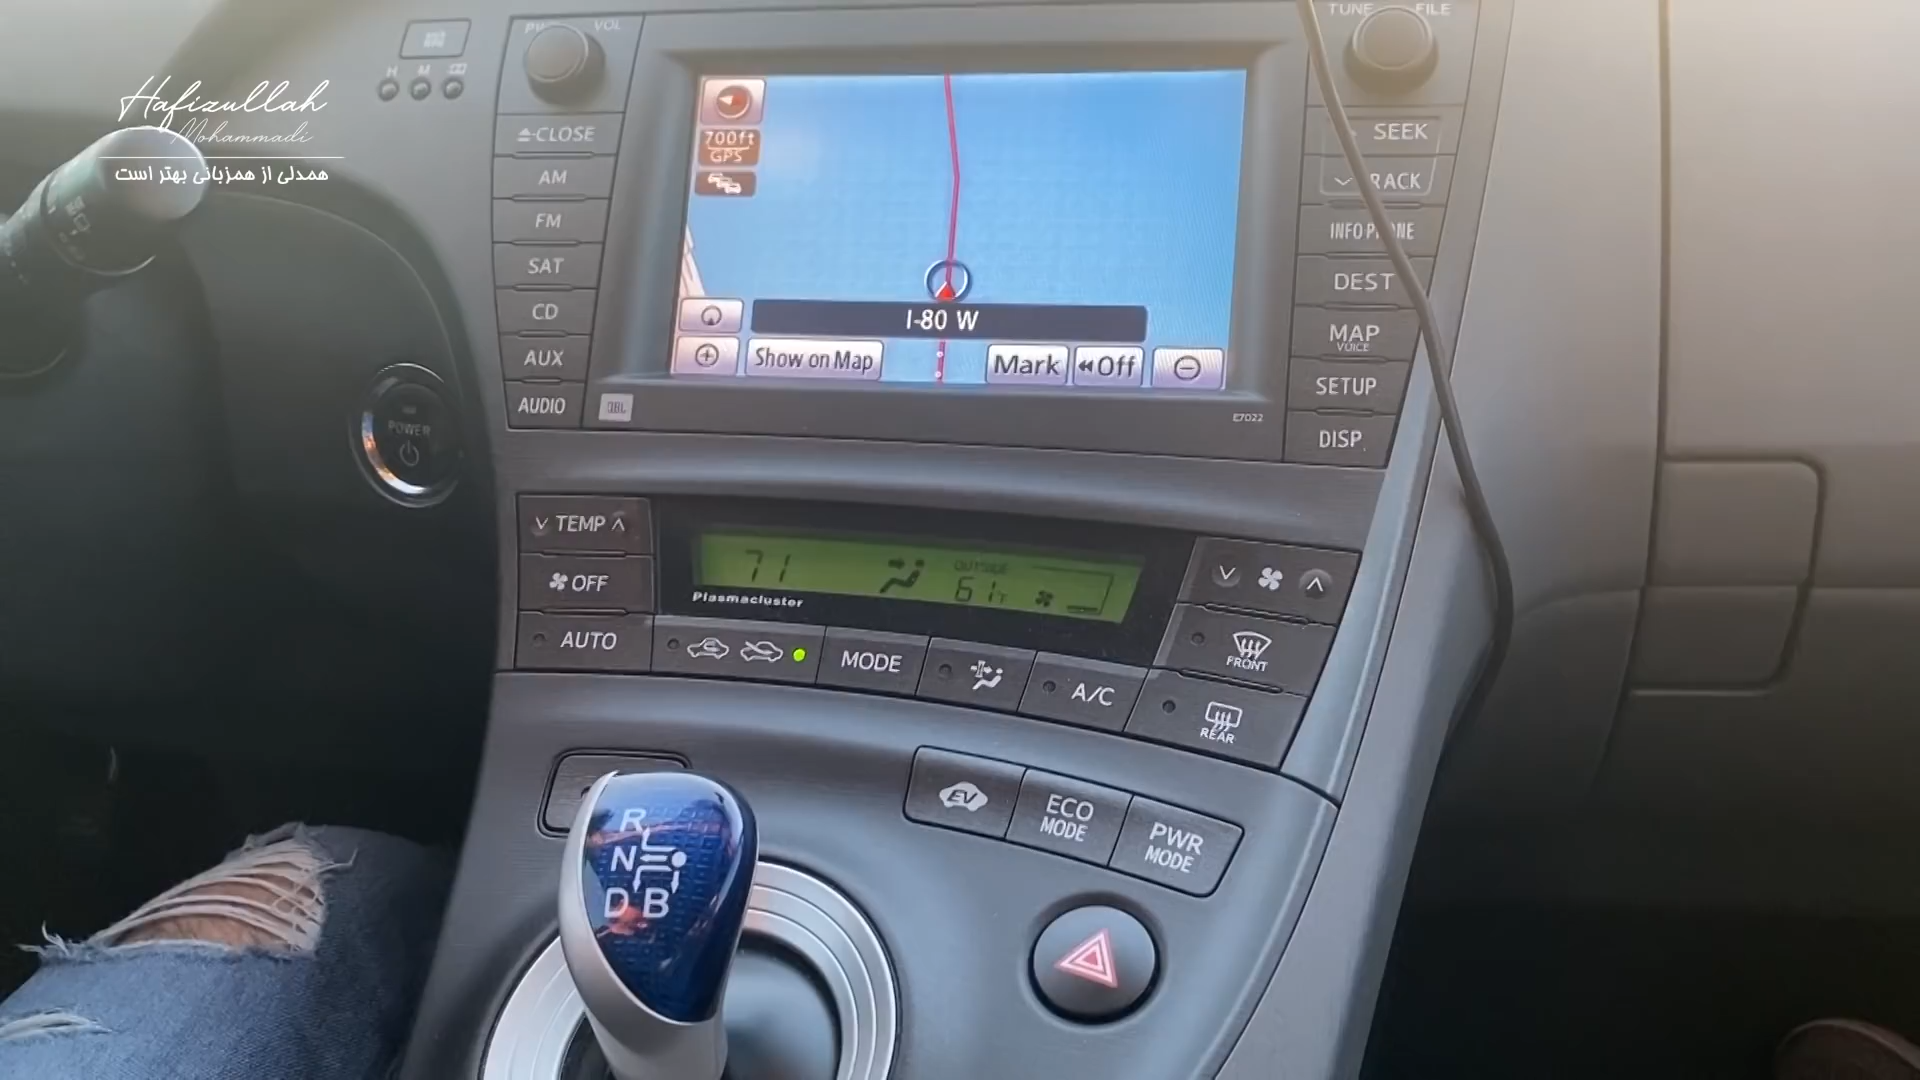 Hafizullah
Mohammadi
همدلی از همزبانی بهتر است
H M
VOL
CLOSE
AM
FM
SAT
CD
AUX
AUDIO
POWER
700ft
GPS
I-80 W
Show on Map
Mark
Off
JBL
E7022
TUNE FILE
SEEK
INFO
DEST
MAP
VOICE
SETUP
DISP
TEMP
OFF
AUTO
71
OUTSIDE
61°F
Plasmacluster
MODE
A/C
FRONT
REAR
EV
ECO
MODE
PWR
MODE
R
N
D B